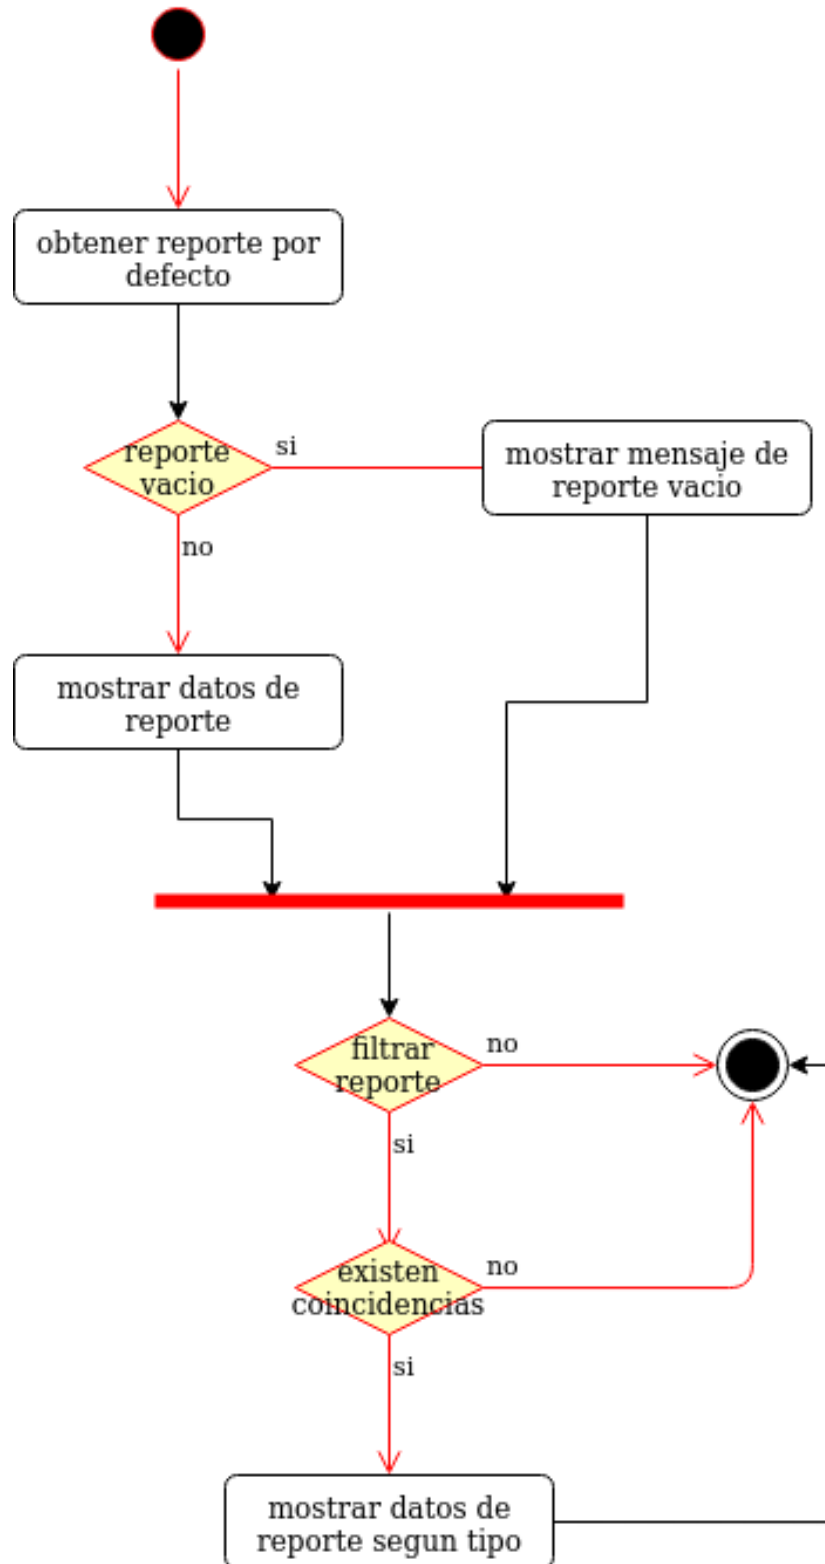 obtener reporte por
defecto
reporte
vacio
si
mostrar mensaje de
reporte vacio
no
mostrar datos de
reporte
filtrar
reporte
no
si
existen
coincidencias
no
si
mostrar datos de
reporte segun tipo